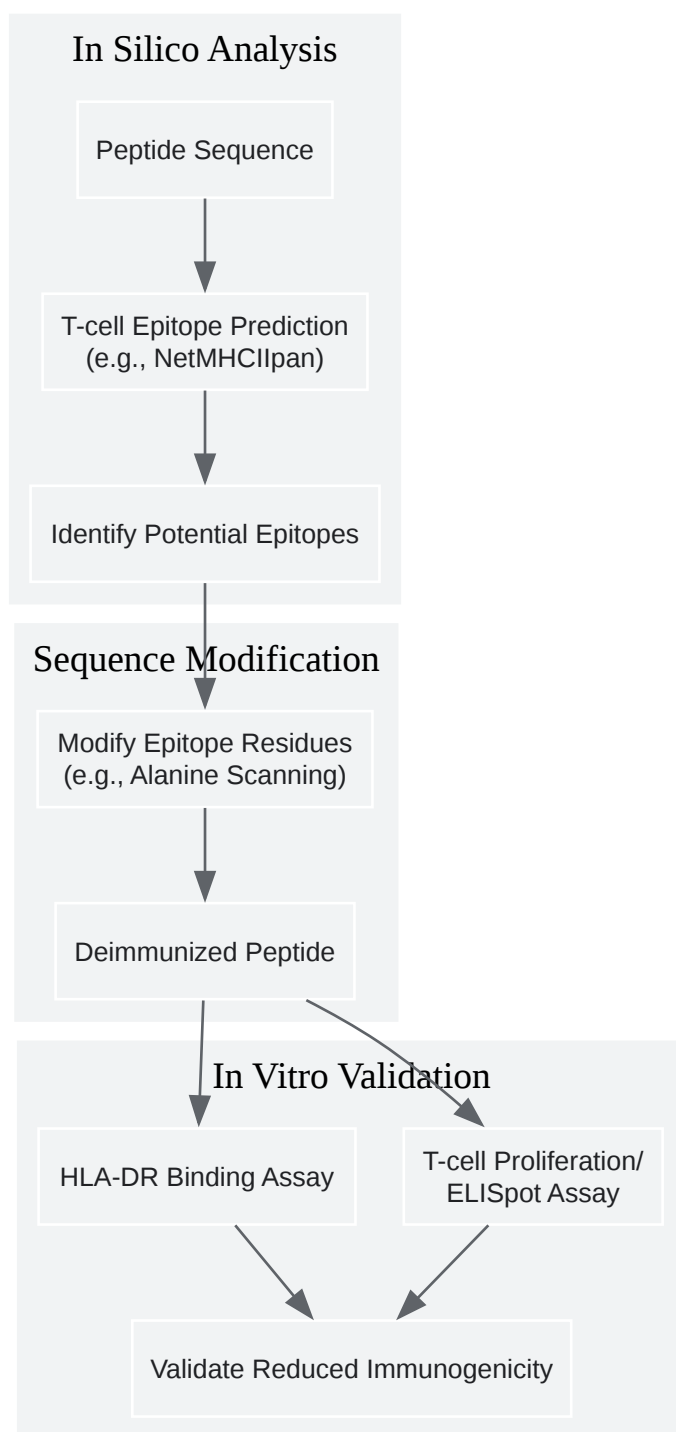 In Silico Analysis
Peptide Sequence
T-cell Epitope Prediction
(e.g., NetMHCIIpan)
Identify Potential Epitopes
Sequence Modification
Modify Epitope Residues
(e.g., Alanine Scanning)
Deimmunized Peptide
In Vitro Validation
HLA-DR Binding Assay
T-cell Proliferation/
ELISpot Assay
Validate Reduced Immunogenicity